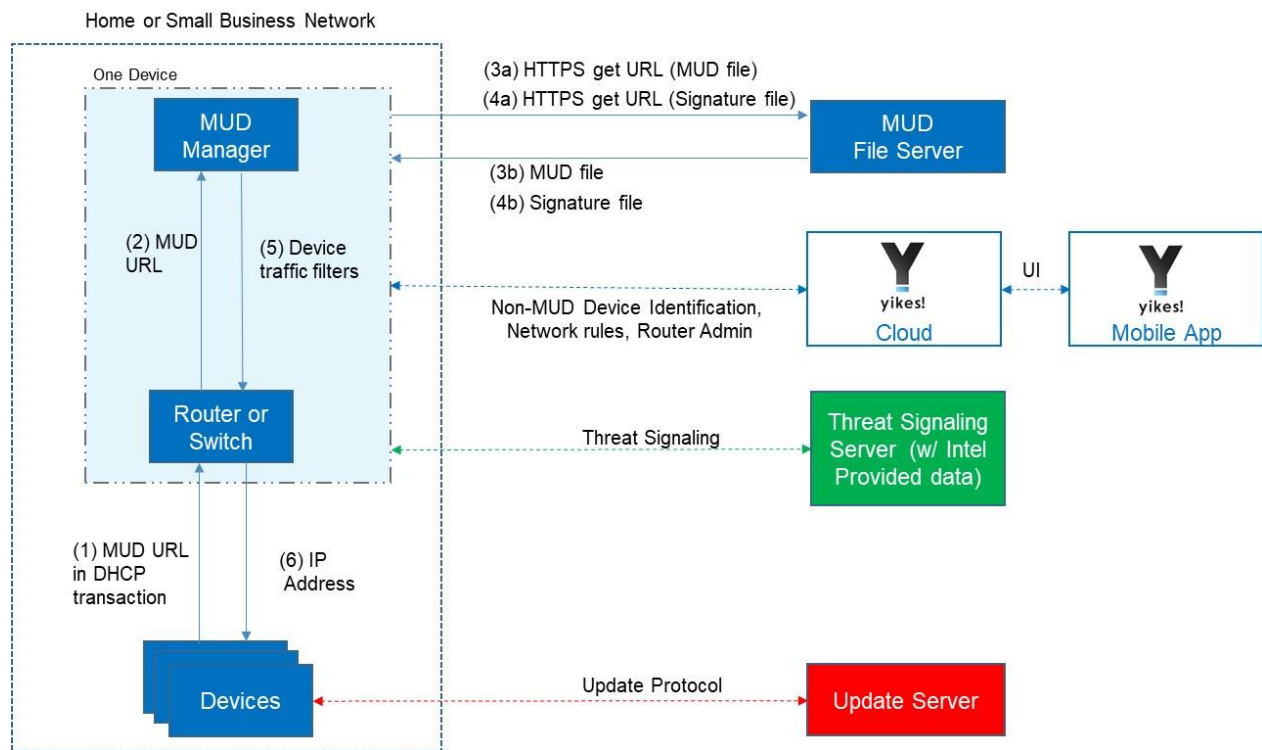 Home or Small Business Network
One Device
MUD
Manager
(3a) HTTPS get URL (MUD file)
(4a) HTTPS get URL (Signature file)
MUD
File Server
(3b) MUD file
(4b) Signature file
(2) MUD
URL
(5) Device
traffic filters
Non-MUD Device Identification,
Network rules, Router Admin
yikes!
Cloud
UI
yikes!
Mobile App
Router or
Switch
Threat Signaling
Threat Signaling
Server (w/ Intel
Provided data)
(1) MUD URL
in DHCP
transaction
(6) IP
Address
Devices
Update Protocol
Update Server